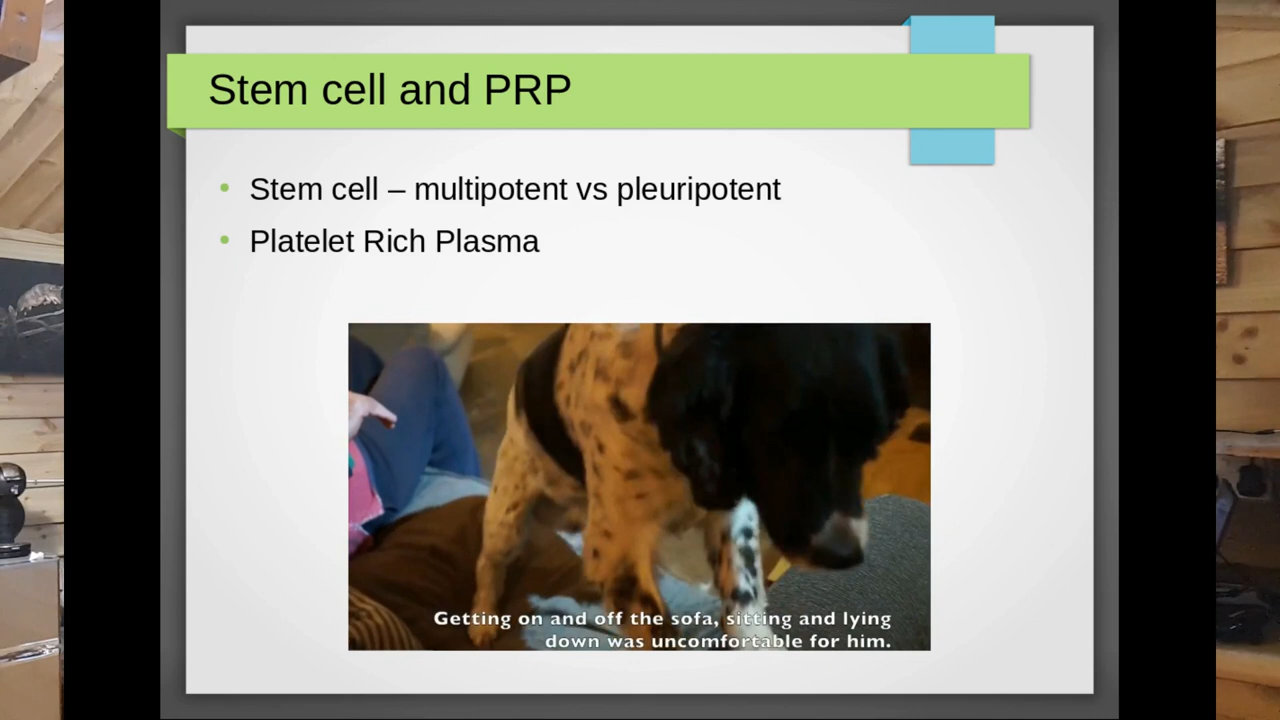 Stem cell and PRP
• Stem cell – multipotent vs pleuripotent
• Platelet Rich Plasma
Getting on and off the sofa, sitting and lying
down was uncomfortable for him.